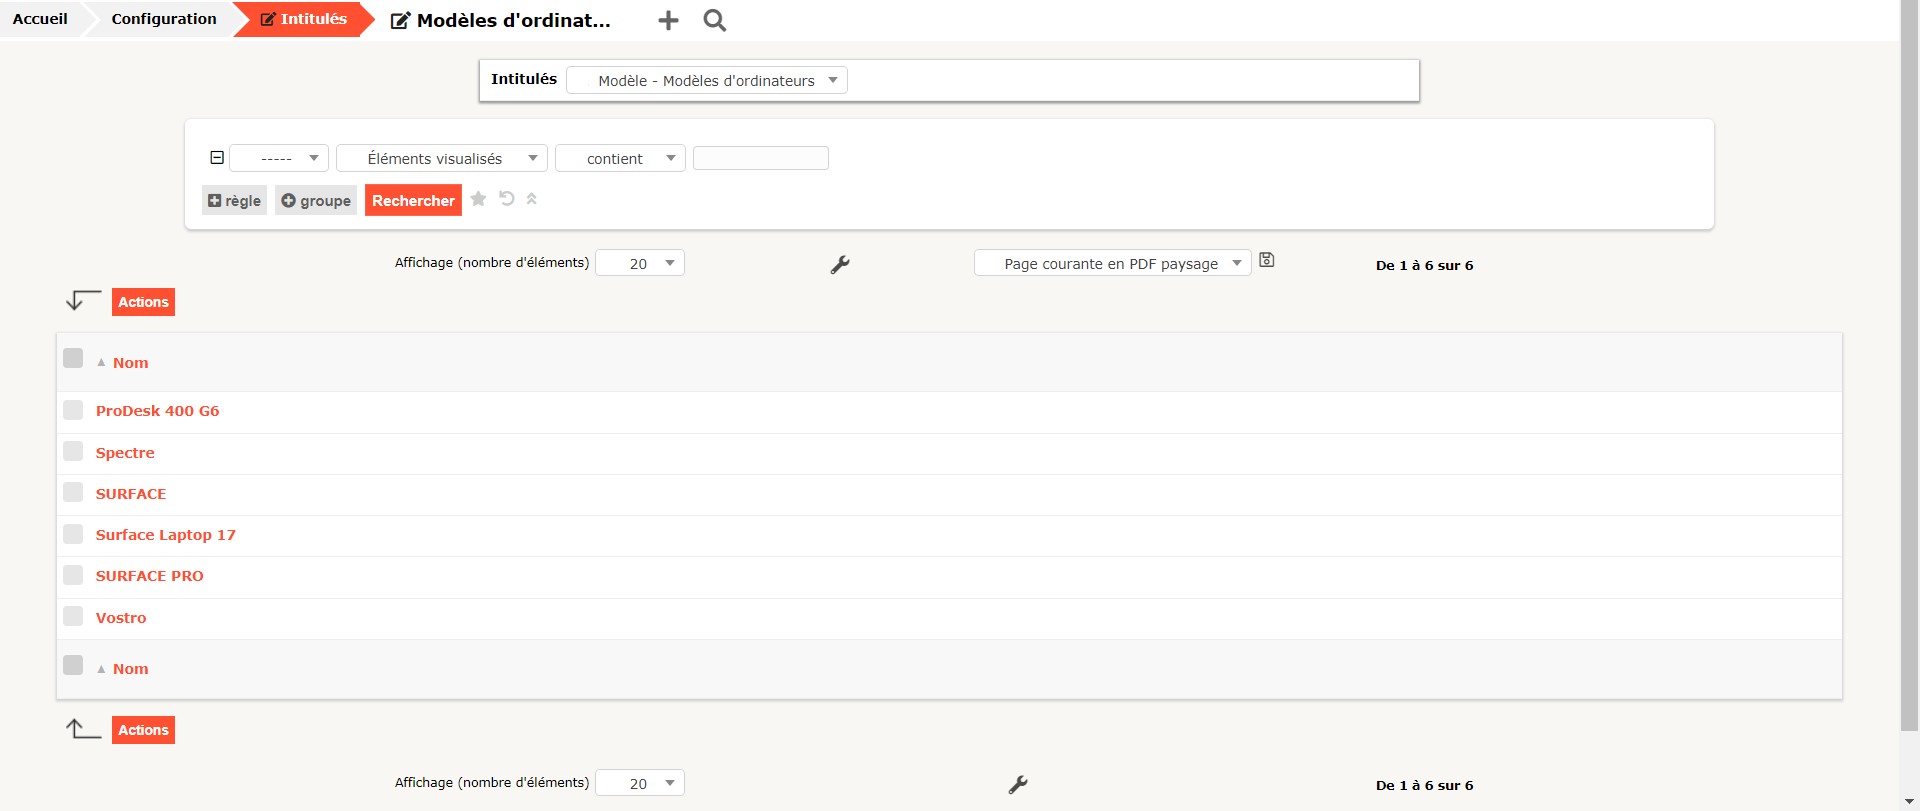 Accueil Configuration Intitulés Modèles d'ordinat...
Intitulés Modèle - Modèles d'ordinateurs
----- Éléments visualisés contient
règle groupe Rechercher
Affichage (nombre d'éléments) 20 Page courante en PDF paysage De 1 à 6 sur 6
Actions
Nom
ProDesk 400 G6
Spectre
SURFACE
Surface Laptop 17
SURFACE PRO
Vostro
Nom
Actions
Affichage (nombre d'éléments) 20 De 1 à 6 sur 6